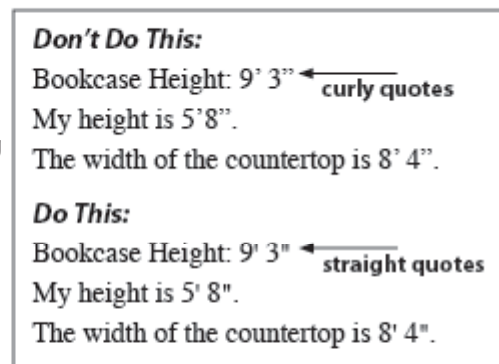 Don’t Do This:
Bookcase Height: 9’ 3” curly quotes
My height is 5’8”.
The width of the countertop is 8’ 4”.
Do This:
Bookcase Height: 9' 3" straight quotes
My height is 5' 8".
The width of the countertop is 8' 4".